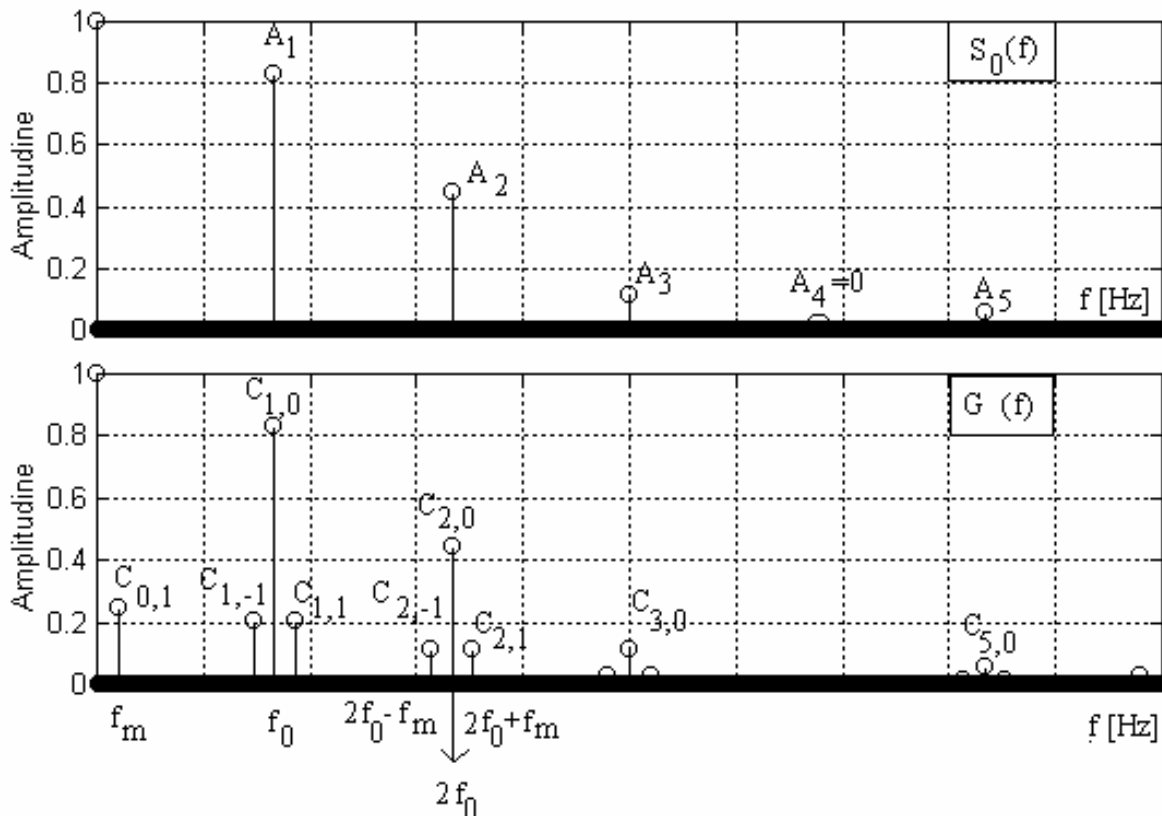 1
0.8
0.6
0.4
0.2
0
Amplitudine
A1
A2
A3
A4=0
A5
S0(f)
f [Hz]
1
0.8
0.6
0.4
0.2
0
Amplitudine
C0,1
C1,-1
C1,0
C1,1
C2,-1
C2,0
C2,1
C3,0
C5,0
G (f)
fm
f0
2f0-fm
2f0+fm
f [Hz]
2f0